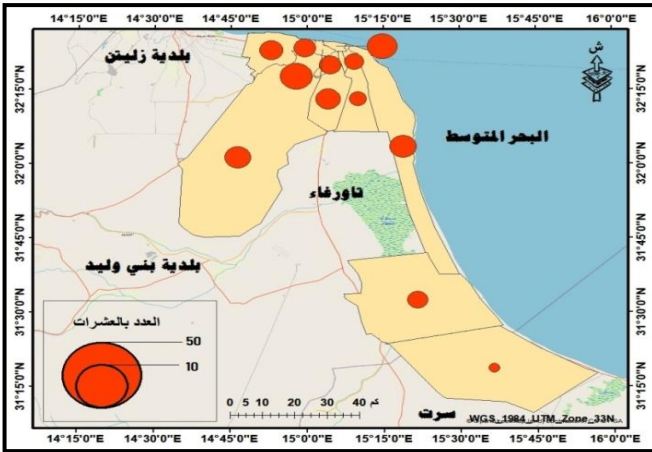 14°15'0"E 14°30'0"E 14°45'0"E 15°0'0"E 15°15'0"E 15°30'0"E 15°45'0"E 16°0'0"E
ش
بلدية زليتن
32°15'0"N 32°15'0"N
البحر المتوسط
32°0'0"N 32°0'0"N
تاورغاء
31°45'0"N 31°45'0"N
بلدية بني وليد
31°30'0"N 31°30'0"N
العدد بالعشرات
50
10
31°15'0"N 31°15'0"N
0 5 10 20 30 40 كم
سرت
WGS_1984_UTM_Zone_33N
14°15'0"E 14°30'0"E 14°45'0"E 15°0'0"E 15°15'0"E 15°30'0"E 15°45'0"E 16°0'0"E